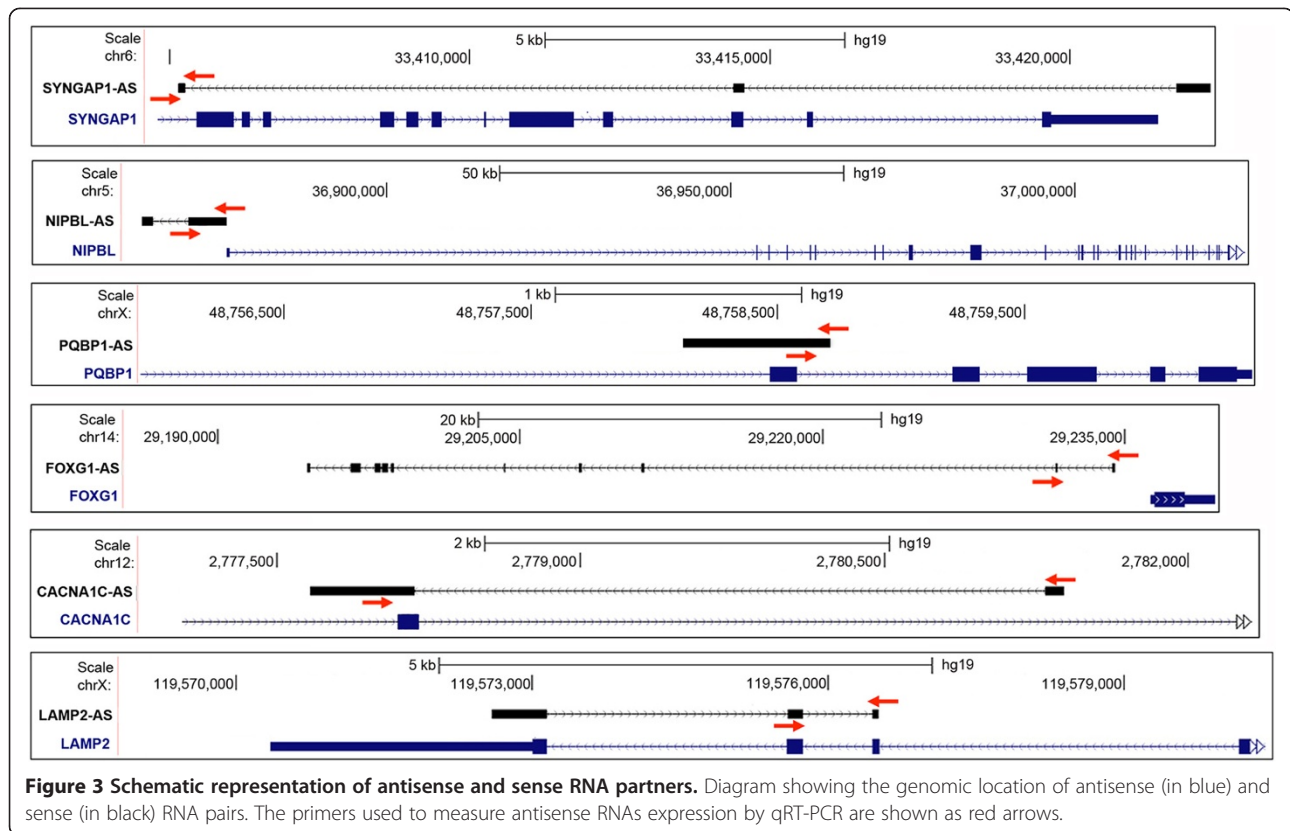 Scale 5 kb hg19
chr6: 33,410,000 33,415,000 33,420,000
SYNGAP1-AS
SYNGAP1
Scale 50 kb hg19
chr5: 36,900,000 36,950,000 37,000,000
NIPBL-AS
NIPBL
Scale 1 kb hg19
chrX: 48,756,500 48,757,500 48,758,500 48,759,500
PQBP1-AS
PQBP1
Scale 20 kb hg19
chr14: 29,190,000 29,205,000 29,220,000 29,235,000
FOXG1-AS
FOXG1
Scale 2 kb hg19
chr12: 2,777,500 2,779,000 2,780,500 2,782,000
CACNA1C-AS
CACNA1C
Scale 5 kb hg19
chrX: 119,570,000 119,573,000 119,576,000 119,579,000
LAMP2-AS
LAMP2
Figure 3 Schematic representation of antisense and sense RNA partners. Diagram showing the genomic location of antisense (in blue) and
sense (in black) RNA pairs. The primers used to measure antisense RNAs expression by qRT-PCR are shown as red arrows.